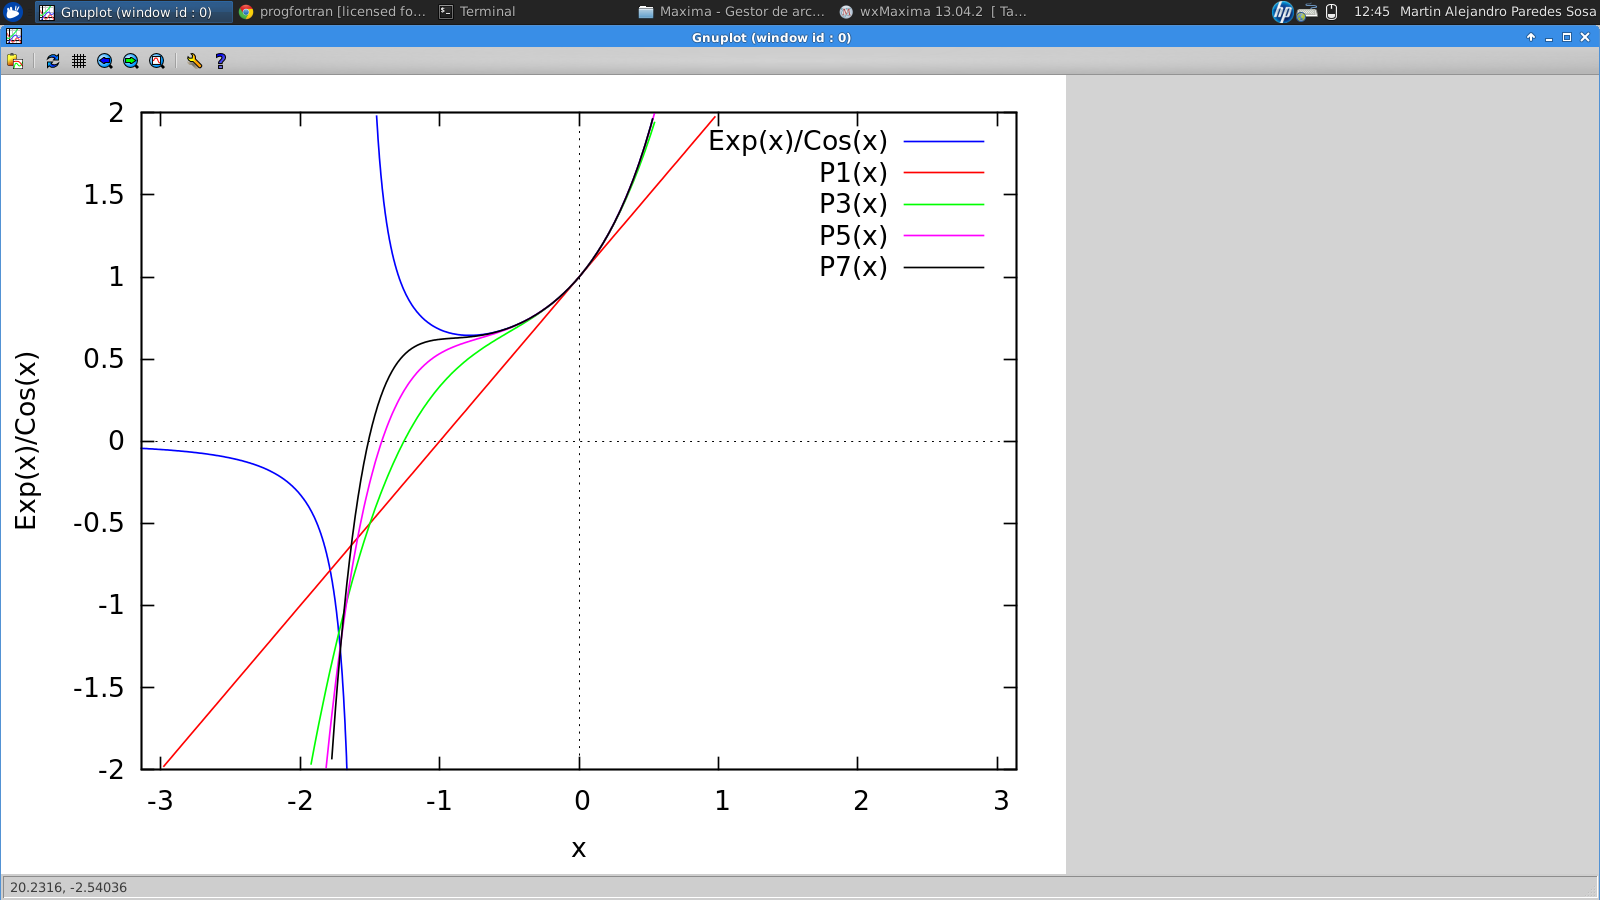 Gnuplot (window id : 0)
progfortran [licensed fo...
Terminal
Maxima - Gestor de arc...
wxMaxima 13.04.2 [ Ta...
hp
12:45
Martin Alejandro Paredes Sosa
Gnuplot (window id : 0)
Exp(x)/Cos(x)
P1(x)
P3(x)
P5(x)
P7(x)
2
1.5
1
0.5
0
-0.5
-1
-1.5
-2
Exp(x)/Cos(x)
-3 -2 -1 0 1 2 3
x
20.2316, -2.54036